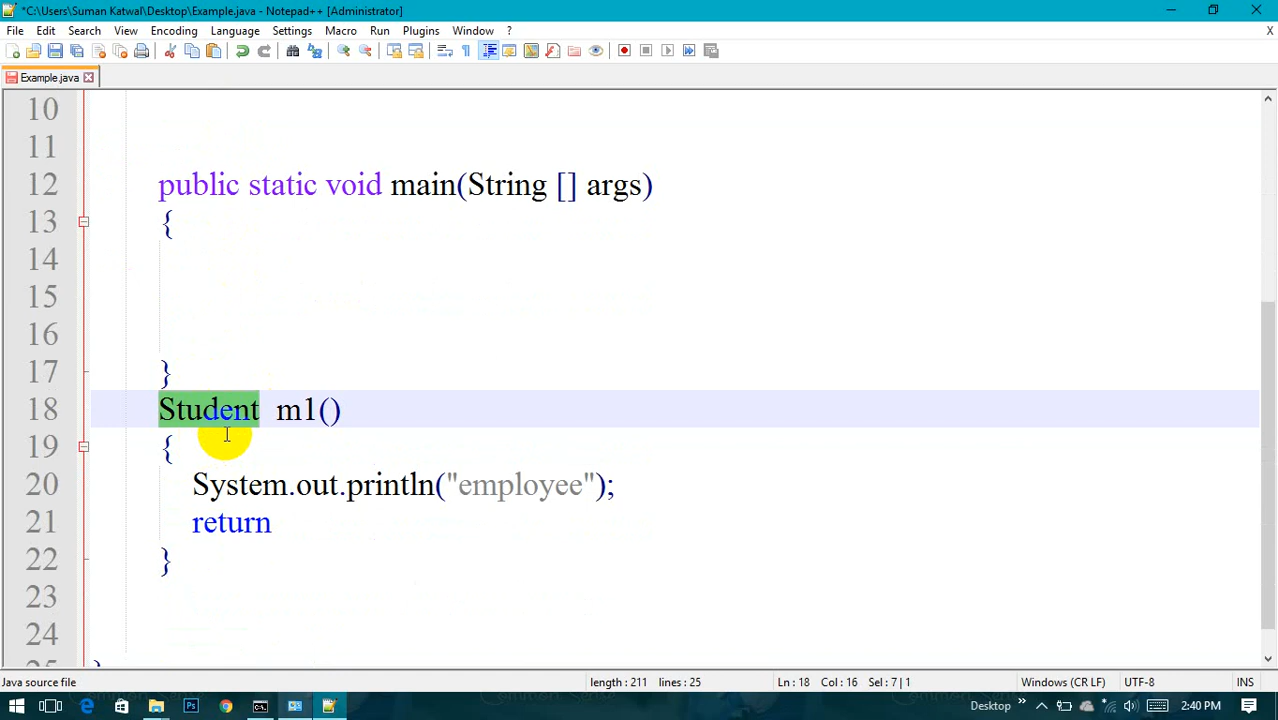 *C:\Users\Suman Katwal\Desktop\Example.java - Notepad++ [Administrator]
File Edit Search View Encoding Language Settings Macro Run Plugins Window ? X
Example.java
10
11
12 public static void main(String [] args)
13 {
14
15
16
17 }
18 Student m1()
19 {
20 System.out.println("employee");
21 return
22 }
23
24
25 }
Java source file length : 211 lines : 25 Ln : 18 Col : 16 Sel : 7 | 1 Windows (CR LF) UTF-8 INS
Desktop 2:40 PM